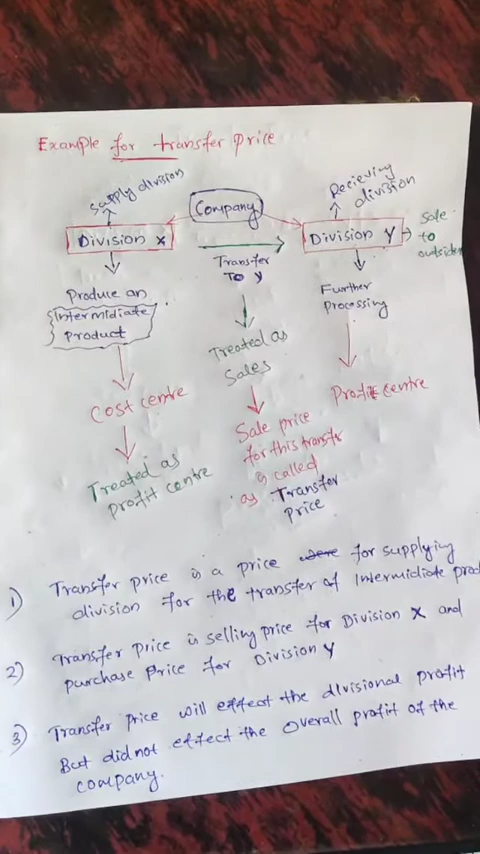 Example for transfer price
Supply division
Company
Recieving
division
Division X
Division Y
Sale
to
outsider
Transfer
To Y
Produce an
intermidiate
Product
Further
Processing
Treated as
Sales
Cost centre
Profit centre
Sale price
for this transfer
is called
as Transfer
Price
Treated as
profit centre
1) Transfer price is a price for supplying
division for the transfer of Intermidiate prod
2) Transfer price is selling price for Division X and
purchase price for Division Y
3) Transfer price will effect the divisional profit
But did not effect the overall profit of the
company.